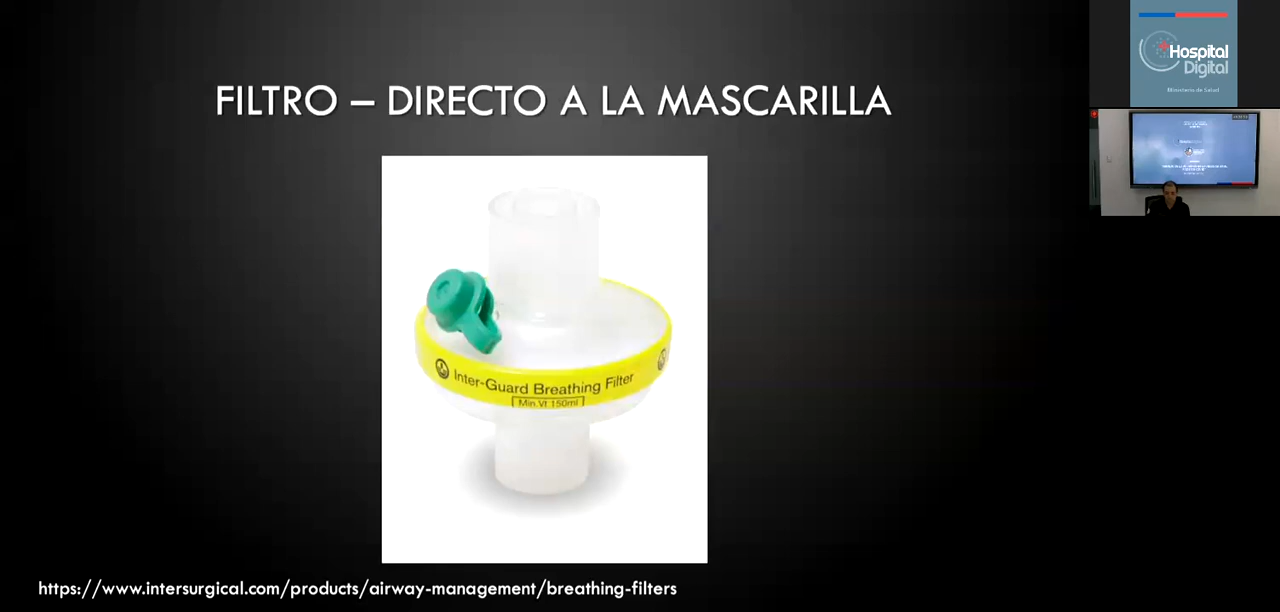 FILTRO – DIRECTO A LA MASCARILLA
Inter-Guard Breathing Filter
Min.Vt 150ml
https://www.intersurgical.com/products/airway-management/breathing-filters
Hospital
Digital
Ministerio de Salud